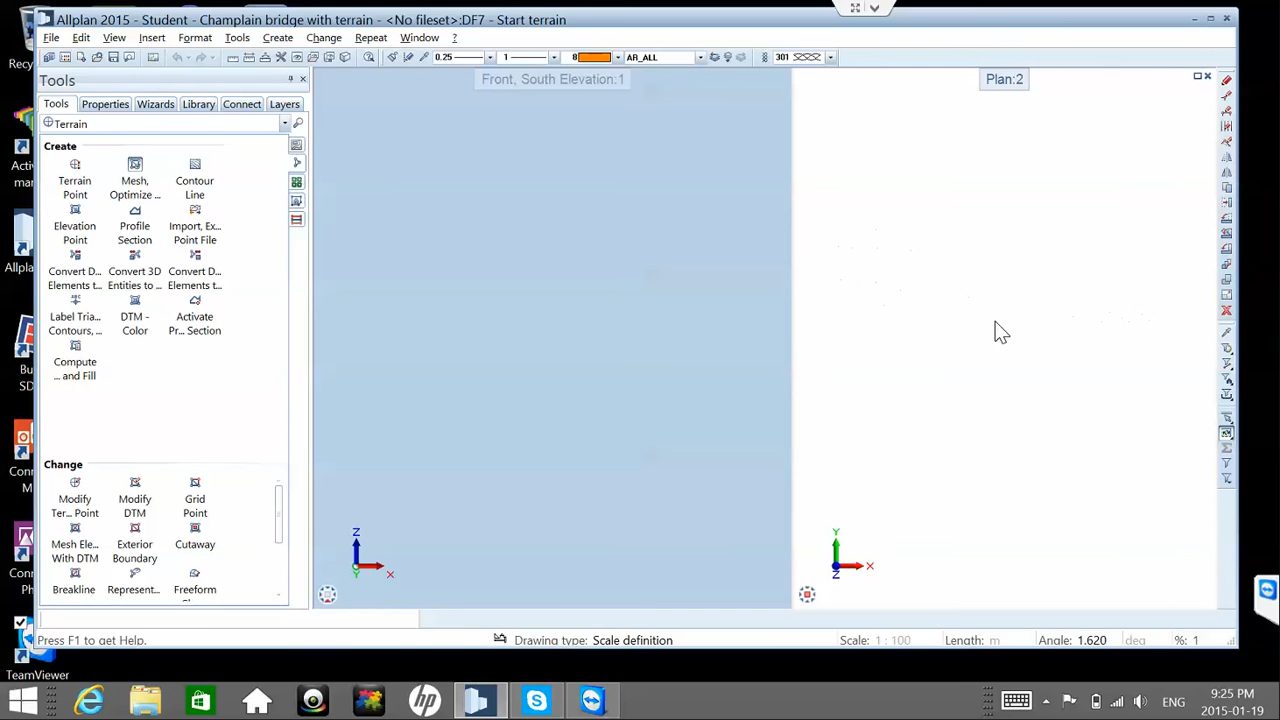 Allplan 2015 - Student - Champlain bridge with terrain - <No fileset>:DF7 - Start terrain
File Edit View Insert Format Tools Create Change Repeat Window ?
0.25 1 8 AR_ALL 301
Tools
Front, South Elevation:1
Plan:2
Tools Properties Wizards Library Connect Layers
Terrain
Create
Terrain Point
Mesh, Optimize ...
Contour Line
Elevation Point
Profile Section
Import, Ex... Point File
Convert D... Elements t...
Convert 3D Entities to ...
Convert D... Elements t...
Label Tria... Contours, ...
DTM - Color
Activate Pr... Section
Compute ... and Fill
Change
Modify Ter... Point
Modify DTM
Grid Point
Mesh Ele... With DTM
Exterior Boundary
Cutaway
Breakline
Represent...
Freeform
Z
Y
X
Y
Z
X
Press F1 to get Help.
Drawing type: Scale definition
Scale: 1 : 100
Length: m
Angle: 1.620 deg
%: 1
TeamViewer
ENG
9:25 PM
2015-01-19